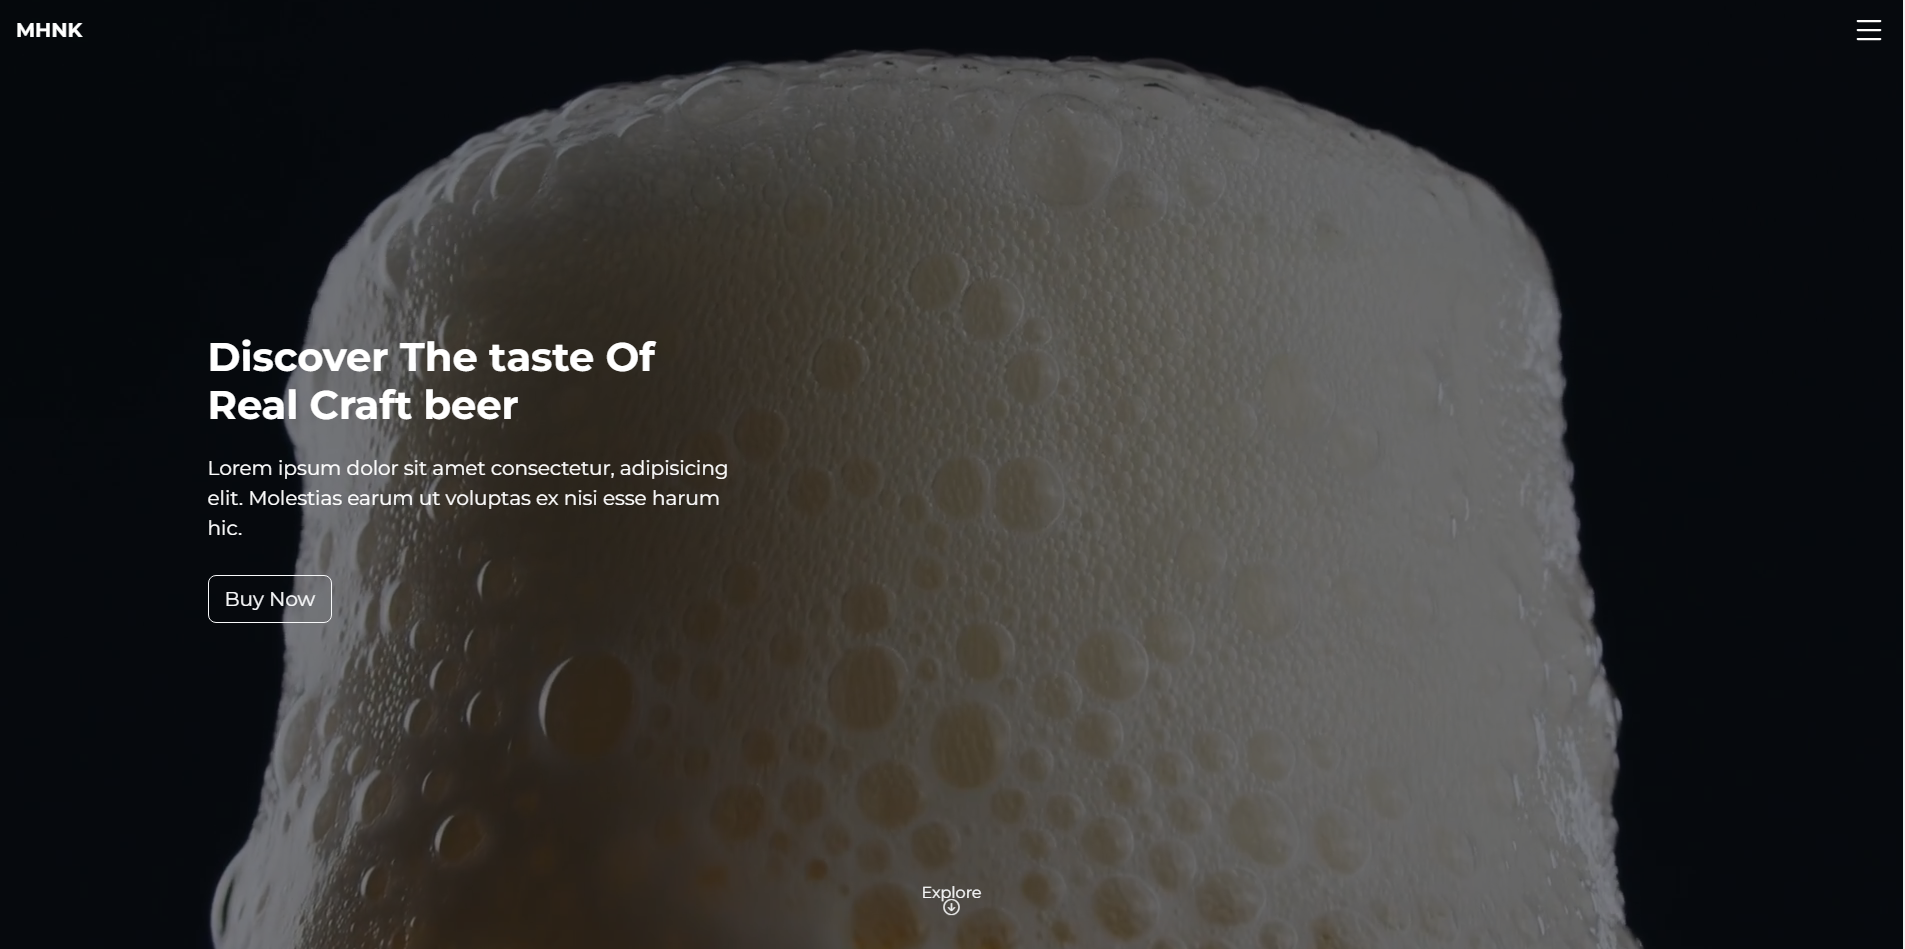 MHNK
Discover The taste Of
Real Craft beer
Lorem ipsum dolor sit amet consectetur, adipisicing
elit. Molestias earum ut voluptas ex nisi esse harum
hic.
Buy Now
Explore